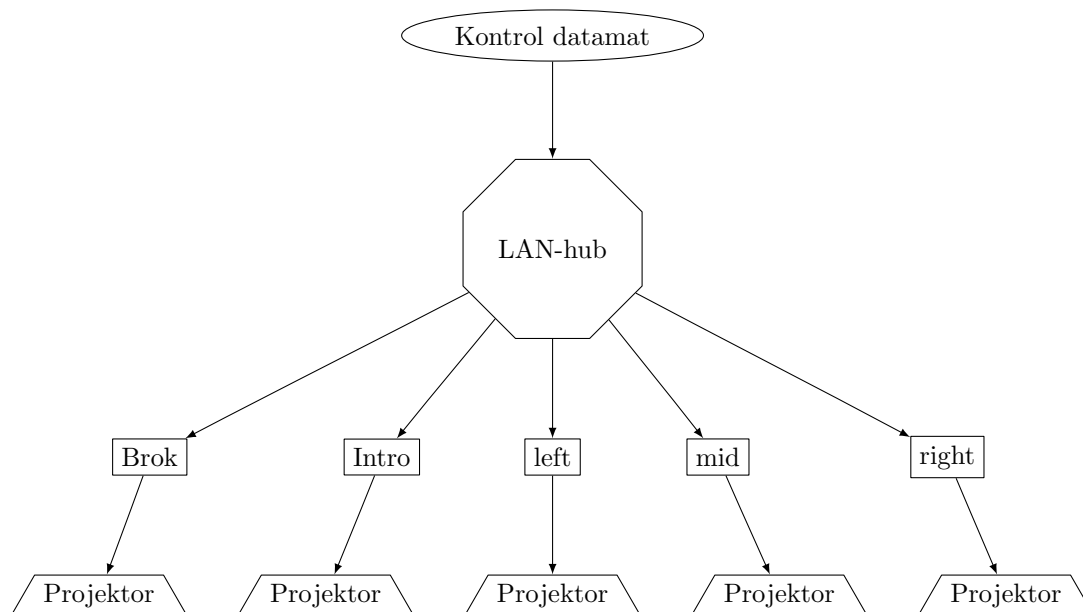 Kontrol datamat
LAN-hub
Brok Intro left mid right
Projektor Projektor Projektor Projektor Projektor